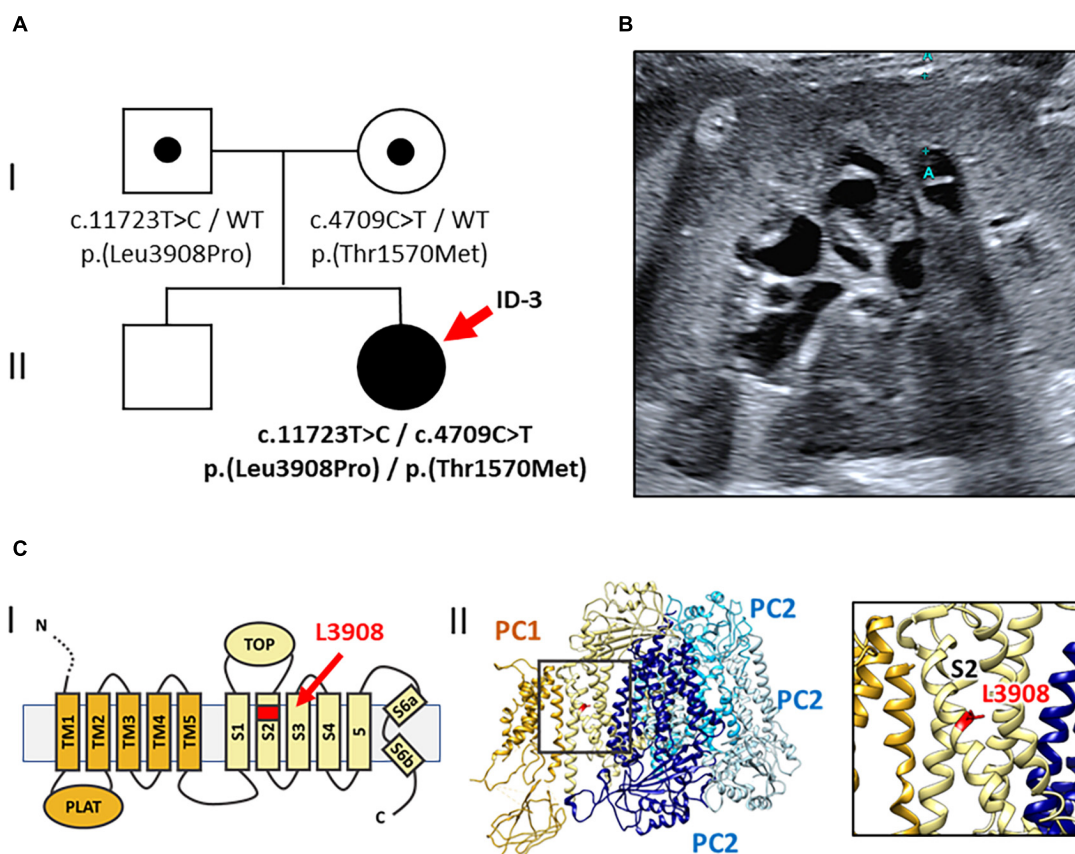 A
B
I
c.11723T>C / WT
p.(Leu3908Pro)
c.4709C>T / WT
p.(Thr1570Met)
ID-3
II
c.11723T>C / c.4709C>T
p.(Leu3908Pro) / p.(Thr1570Met)
A
A
C
I
N
TOP
L3908
TM1
TM2
TM3
TM4
TM5
S1
S2
S3
S4
5
S6a
S6b
PLAT
C
II
PC1
PC2
PC2
PC2
S2
L3908